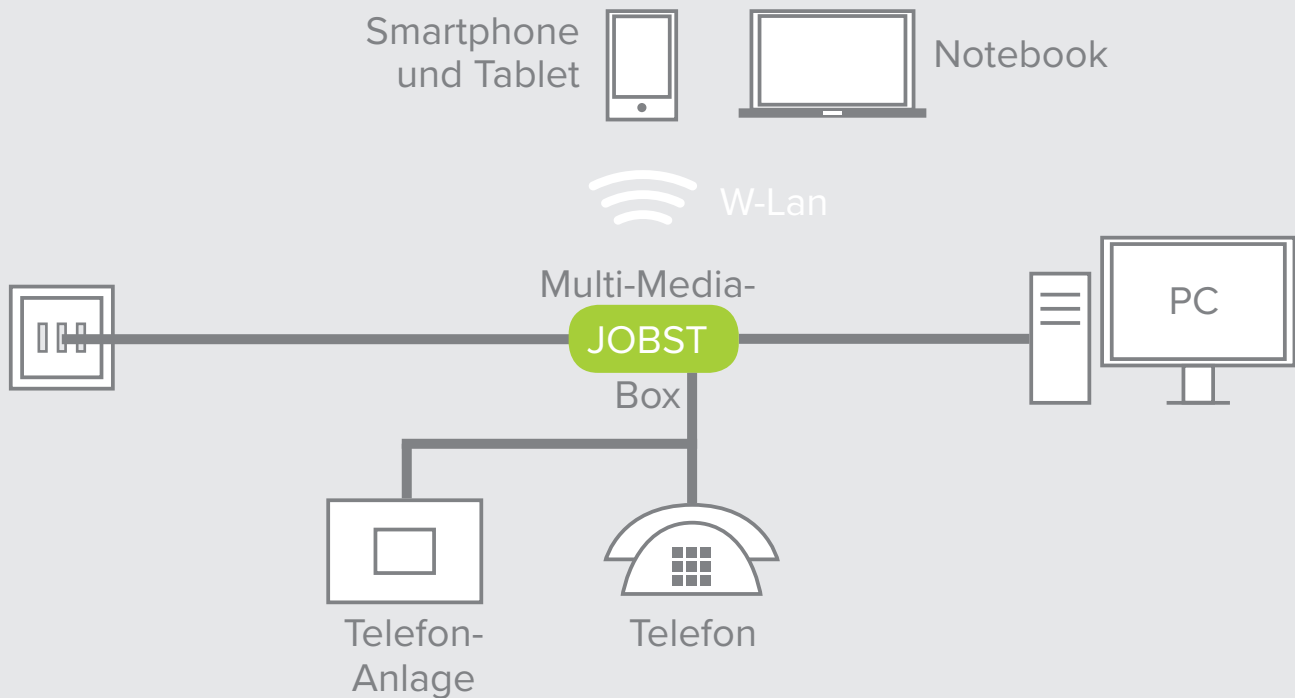 Smartphone
und Tablet
Notebook
W-Lan
Multi-Media-
JOBST
Box
PC
Telefon-
Anlage
Telefon